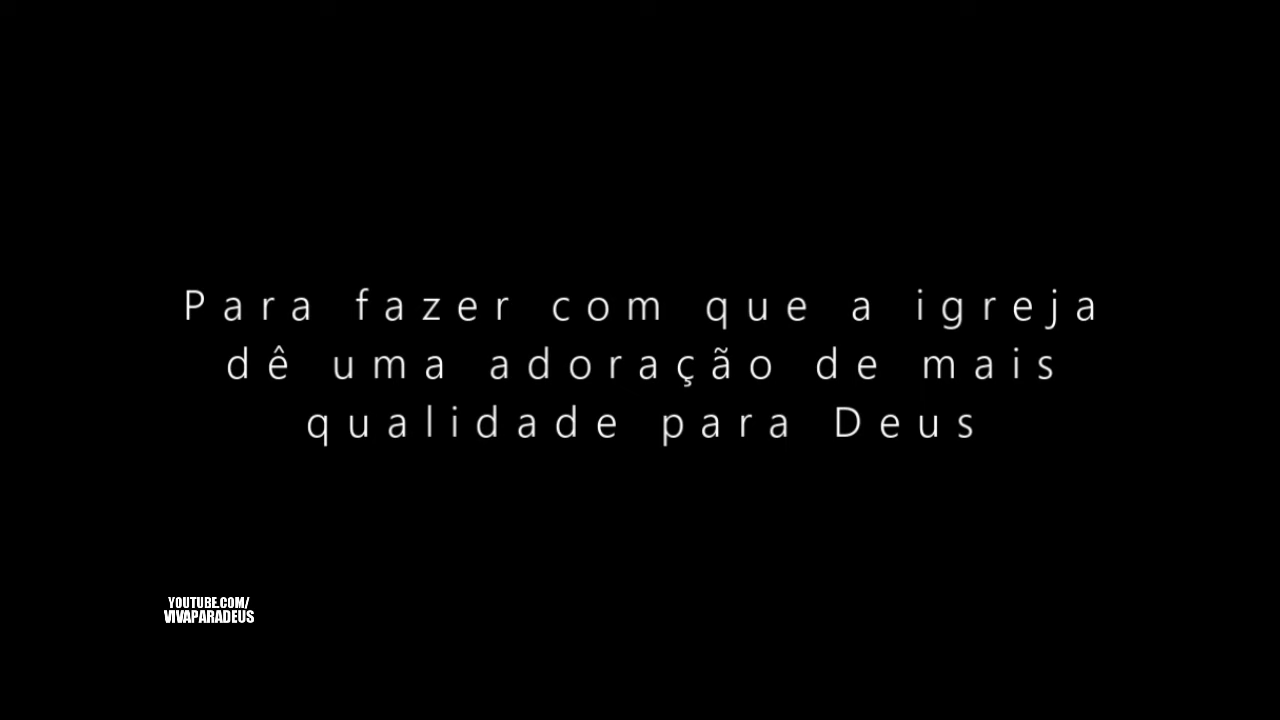 Para fazer com que a igreja
dê uma adoração de mais
qualidade para Deus
YOUTUBE.COM/
VIVAPARADEUS